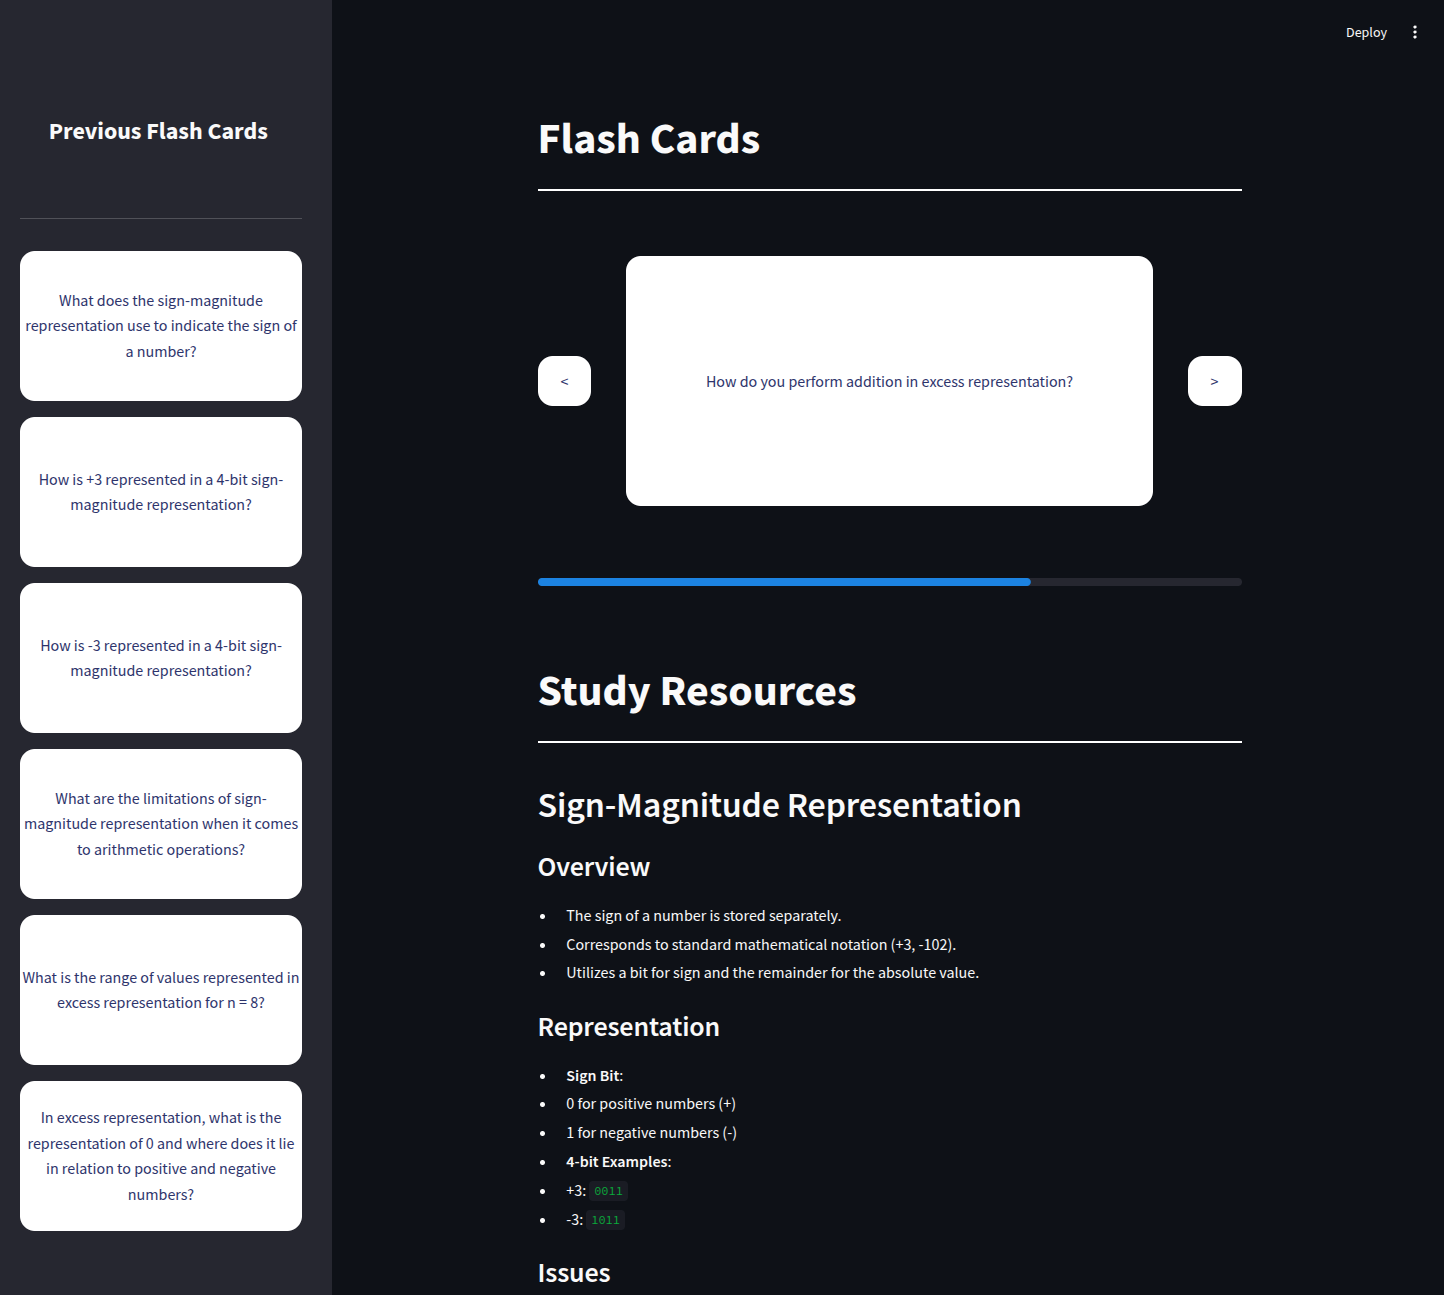 Deploy
Previous Flash Cards
What does the sign-magnitude
representation use to indicate the sign of
a number?
How is +3 represented in a 4-bit sign-
magnitude representation?
How is -3 represented in a 4-bit sign-
magnitude representation?
What are the limitations of sign-
magnitude representation when it comes
to arithmetic operations?
What is the range of values represented in
excess representation for n = 8?
In excess representation, what is the
representation of 0 and where does it lie
in relation to positive and negative
numbers?
Flash Cards
<
How do you perform addition in excess representation?
>
Study Resources
Sign-Magnitude Representation
Overview
• The sign of a number is stored separately.
• Corresponds to standard mathematical notation (+3, -102).
• Utilizes a bit for sign and the remainder for the absolute value.
Representation
• Sign Bit:
• 0 for positive numbers (+)
• 1 for negative numbers (-)
• 4-bit Examples:
• +3: 0011
• -3: 1011
Issues